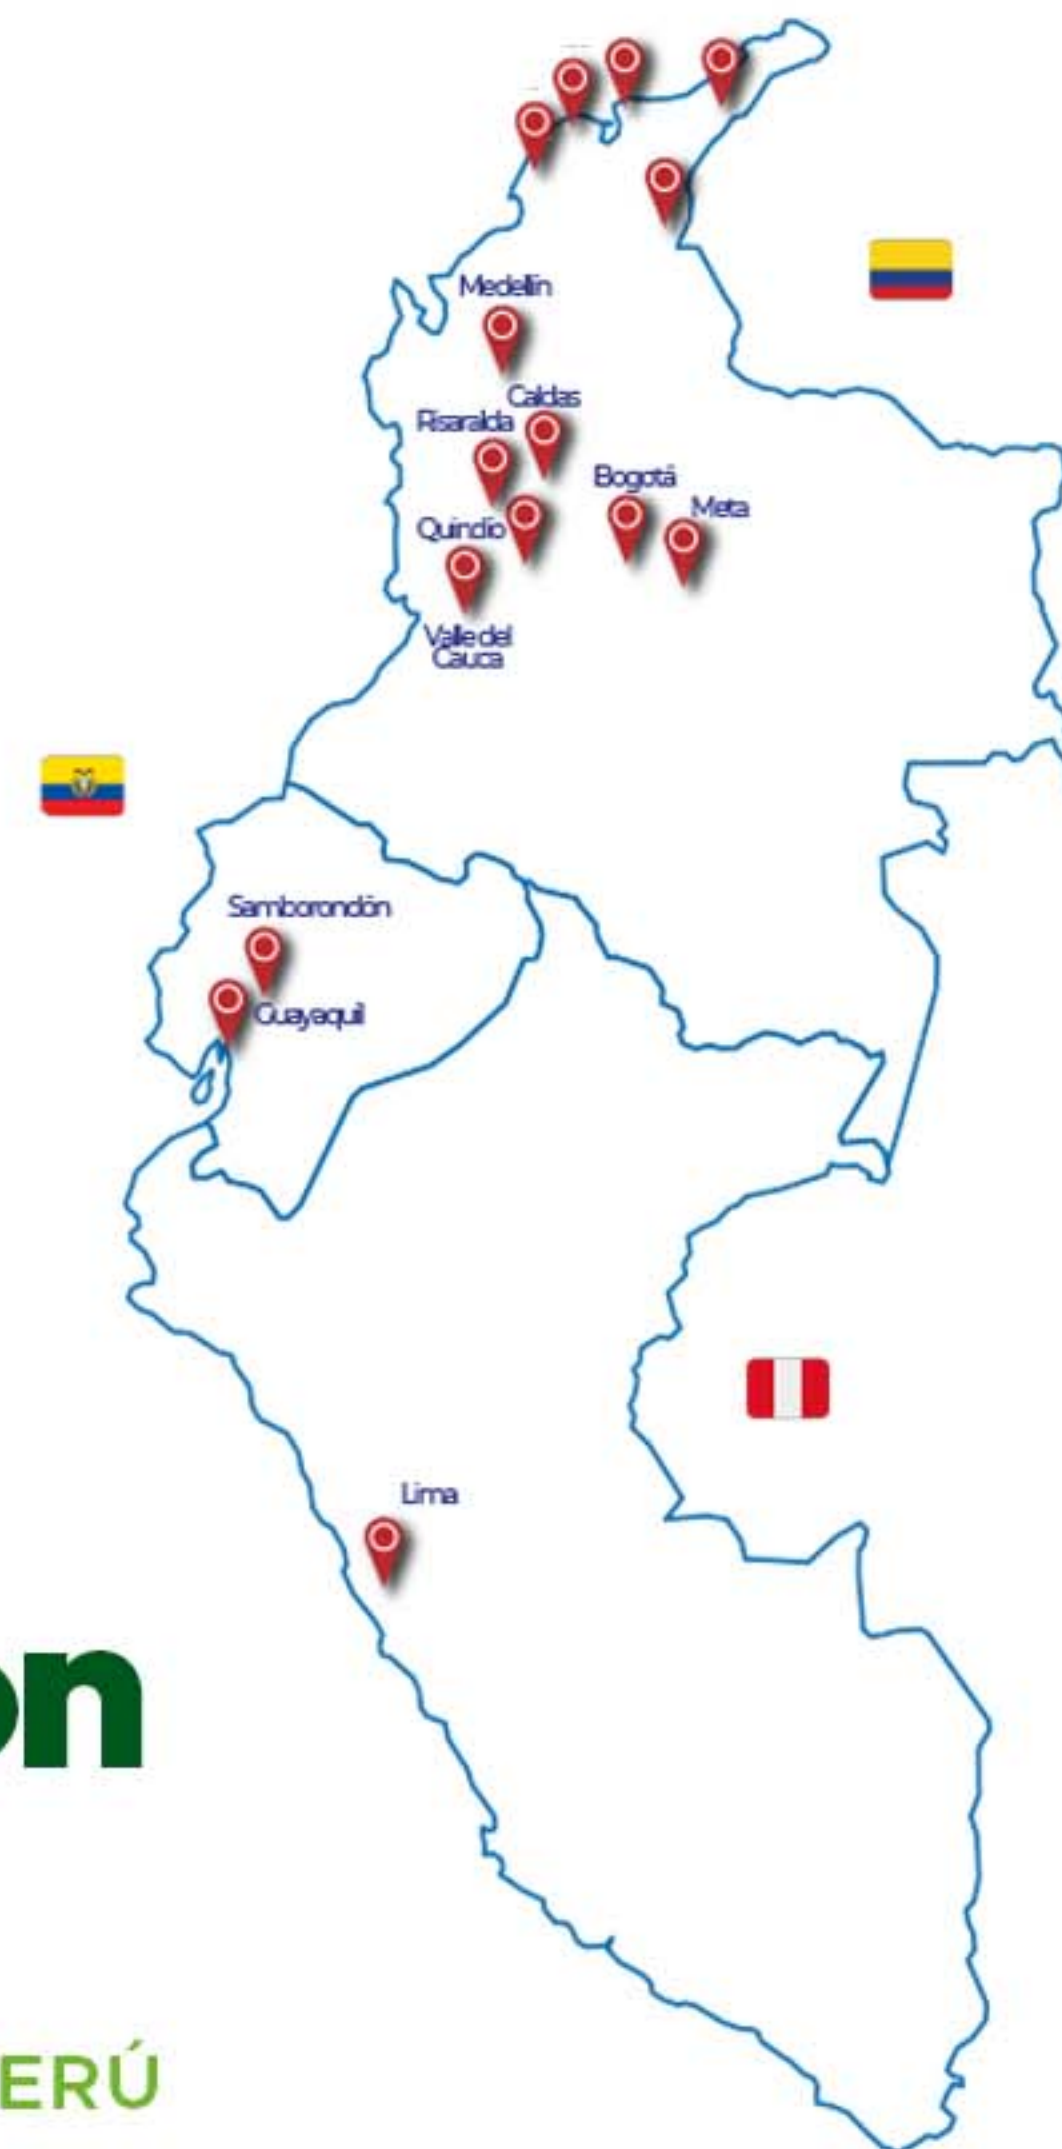 Medellín
Caldas
Risaralda
Bogotá
Meta
Quindío
Valle del
Cauca
Samborondón
Guayaquil
Lima
on
ERÚ